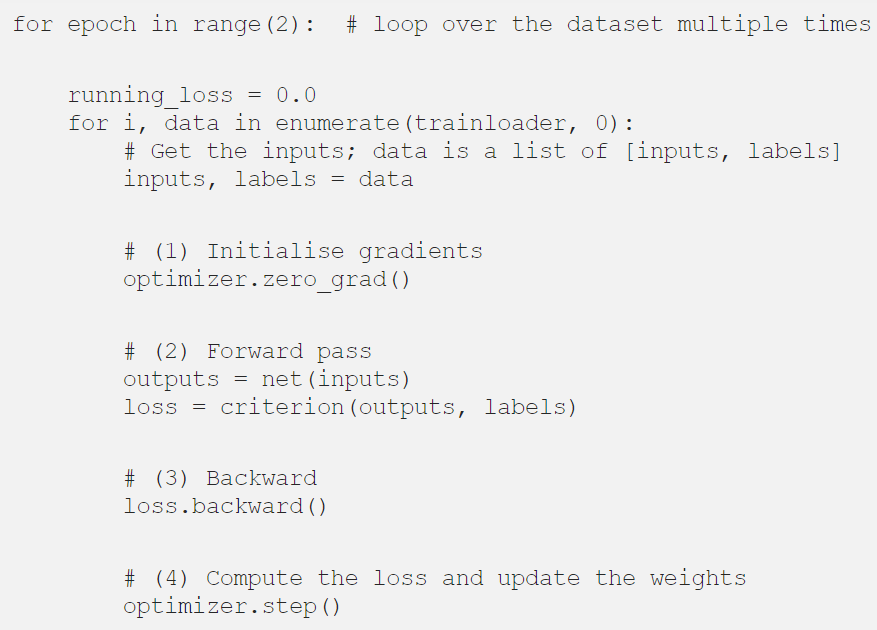 for epoch in range(2):  # loop over the dataset multiple times
    running_loss = 0.0
    for i, data in enumerate(trainloader, 0):
        # Get the inputs; data is a list of [inputs, labels]
        inputs, labels = data
        # (1) Initialise gradients
        optimizer.zero_grad()
        # (2) Forward pass
        outputs = net(inputs)
        loss = criterion(outputs, labels)
        # (3) Backward
        loss.backward()
        # (4) Compute the loss and update the weights
        optimizer.step()